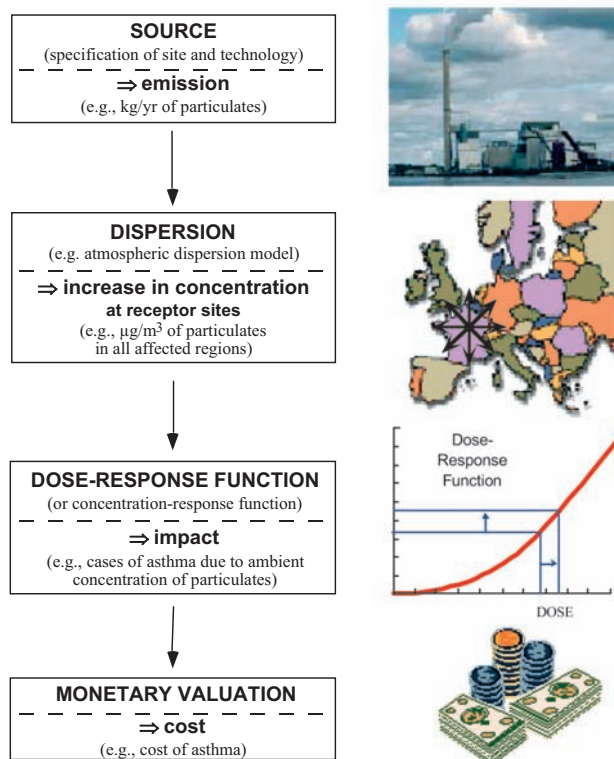 SOURCE
(specification of site and technology)
⇒ emission
(e.g., kg/yr of particulates)
DISPERSION
(e.g. atmospheric dispersion model)
⇒ increase in concentration
at receptor sites
(e.g., µg/m³ of particulates
in all affected regions)
DOSE-RESPONSE FUNCTION
(or concentration-response function)
⇒ impact
(e.g., cases of asthma due to ambient
concentration of particulates)
MONETARY VALUATION
⇒ cost
(e.g., cost of asthma)
Dose-
Response
Function
DOSE